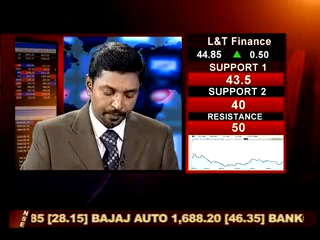 L&T Finance
44.85 ▲ 0.50
SUPPORT 1
43.5
SUPPORT 2
40
RESISTANCE
50
NSE
85 [28.15] BAJAJ AUTO 1,688.20 [46.35] BANK